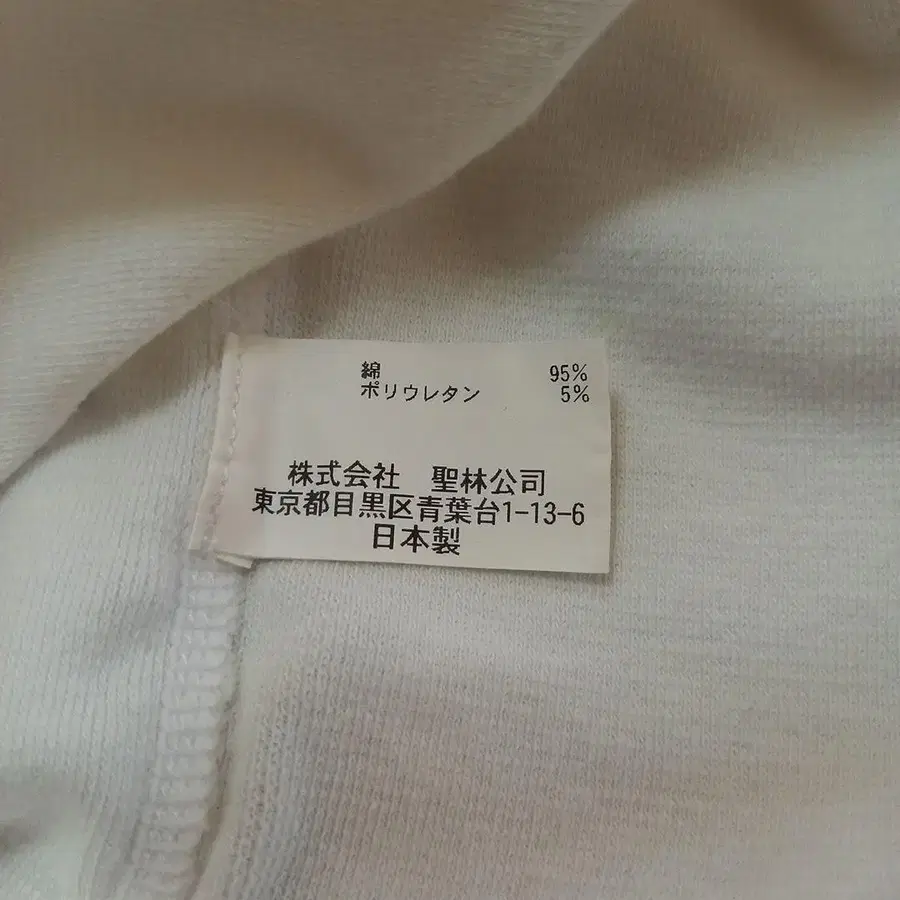 綿 95%
ポリウレタン 5%
株式会社 聖林公司
東京都目黒区青葉台1-13-6
日本製